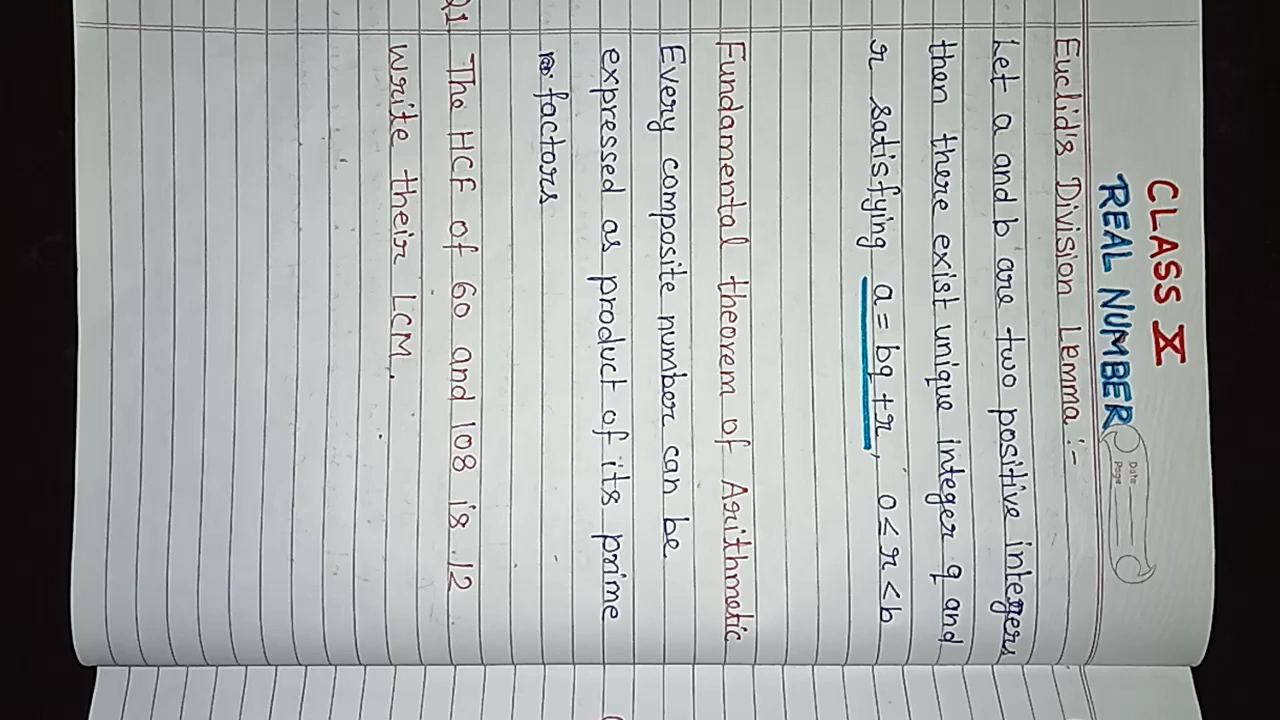 CLASS X
REAL NUMBER
Date
Page
Euclid's Division Lemma :-
Let a and b are two positive integers
then there exist unique integer q and
r satisfying a = bq + r, 0 ≤ r < b
Fundamental theorem of Arithmetic
Every composite number can be
expressed as product of its prime
factors
Q1 The HCF of 60 and 108 is 12
write their LCM.